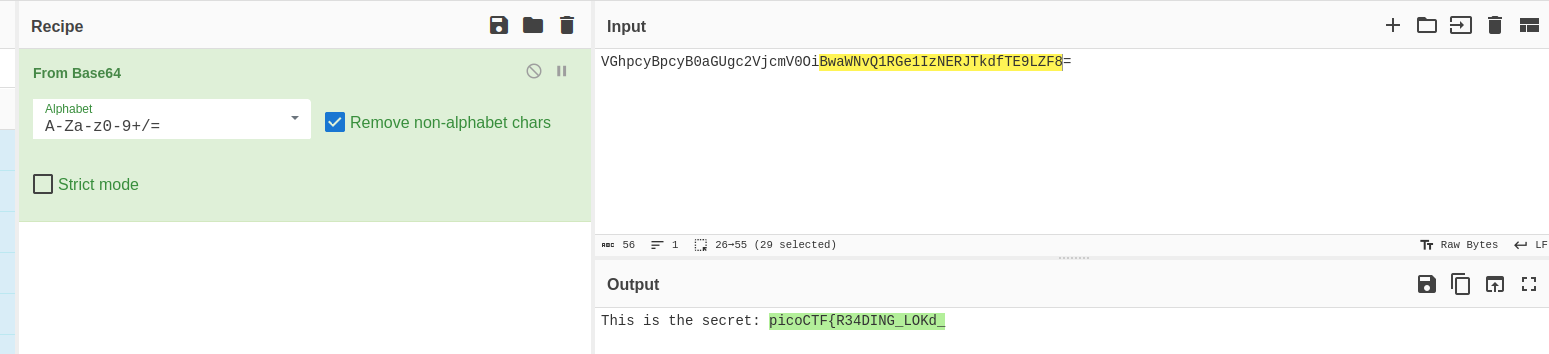 Recipe
From Base64
Alphabet
A-Za-z0-9+/=
Remove non-alphabet chars
Strict mode
Input
VGhpcyBpcyB0aGUgc2VjcmV0OiBwaWNvQ1RGe1IzNERJTkdfTE9LZF8=
56 1 26→55 (29 selected) Raw Bytes LF
Output
This is the secret: picoCTF{R34DING_LOKd_